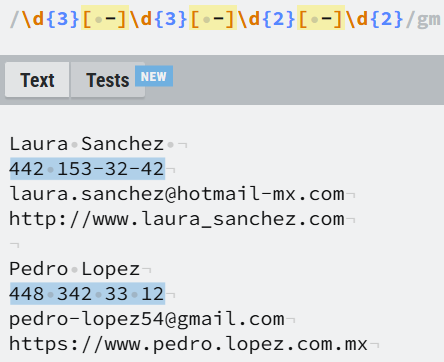 /\d{3}[ -]\d{3}[ -]\d{2}[ -]\d{2}/gm
Text Tests NEW
Laura Sanchez
442 153-32-42
laura.sanchez@hotmail-mx.com
http://www.laura_sanchez.com
Pedro Lopez
448 342 33 12
pedro-lopez54@gmail.com
https://www.pedro.lopez.com.mx